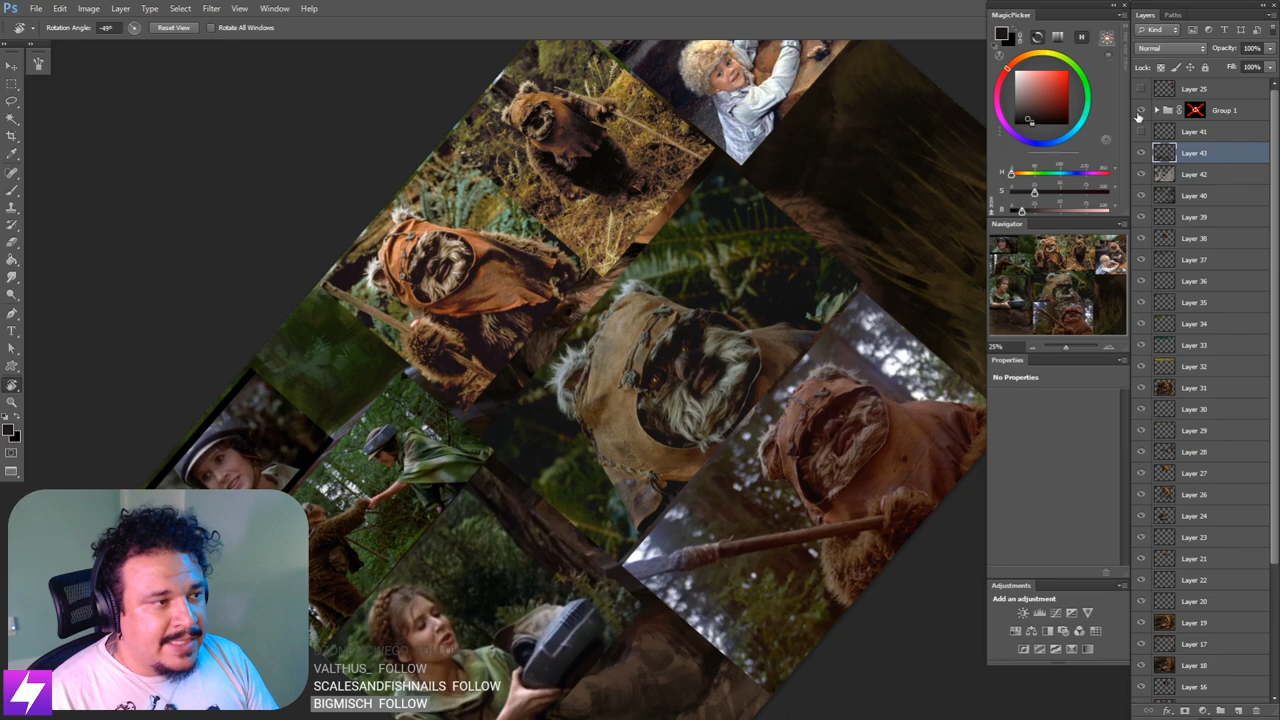 Ps File Edit Image Layer Type Select Filter View Window Help
Rotation Angle: -49° Reset View Rotate All Windows
MagicPicker
H
H
S
B
Navigator
25%
Properties
No Properties
Adjustments
Add an adjustment
Layers Paths
Kind
Normal Opacity: 100%
Lock: Fill: 100%
Layer 25
Group 1
Layer 41
Layer 43
Layer 42
Layer 40
Layer 39
Layer 38
Layer 37
Layer 36
Layer 35
Layer 34
Layer 33
Layer 32
Layer 31
Layer 30
Layer 29
Layer 28
Layer 27
Layer 26
Layer 24
Layer 23
Layer 21
Layer 22
Layer 20
Layer 19
Layer 17
Layer 18
Layer 16
VALTHUS_ FOLLOW
SCALESANDFISHNAILS FOLLOW
BIGMISCH FOLLOW